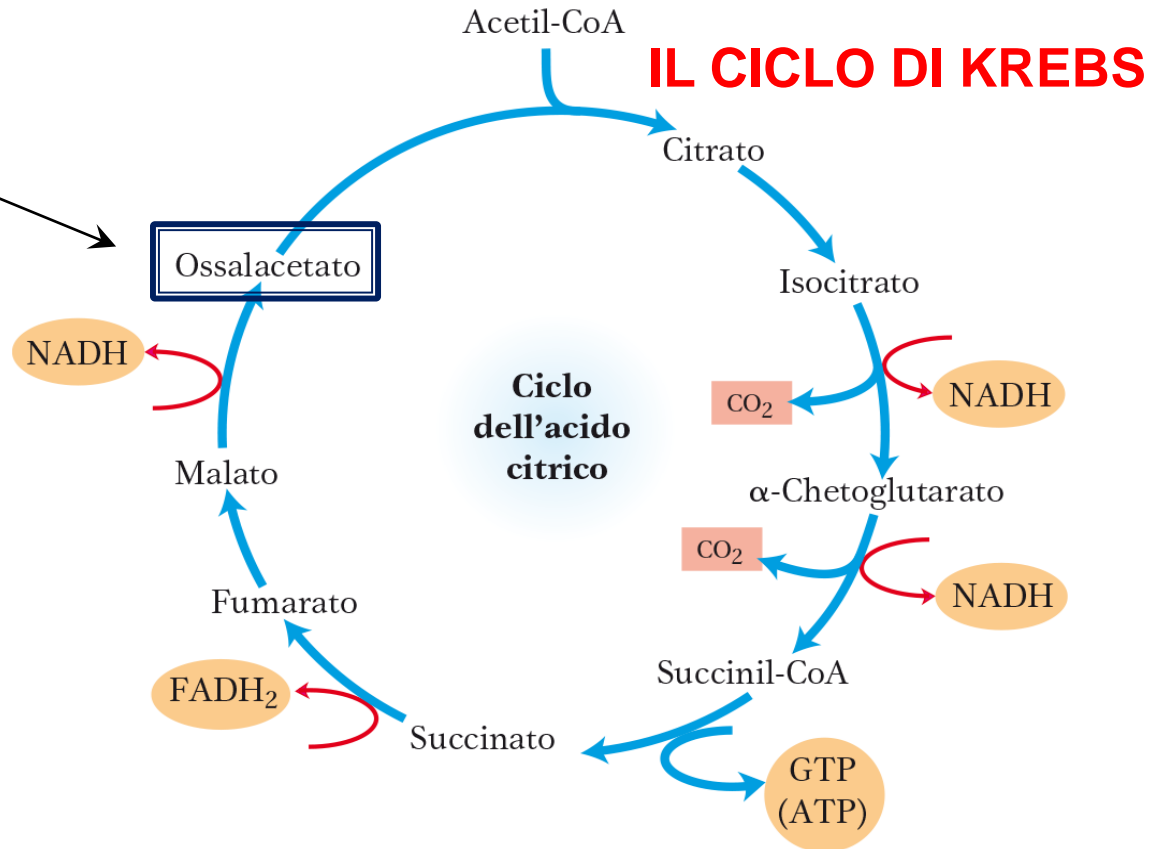 Acetil-CoA
IL CICLO DI KREBS
Citrato
Ossalacetato
Isocitrato
NADH
Ciclo
dell’acido
citrico
CO₂
NADH
Malato
α-Chetoglutarato
CO₂
Fumarato
NADH
Succinil-CoA
FADH₂
Succinato
GTP
(ATP)